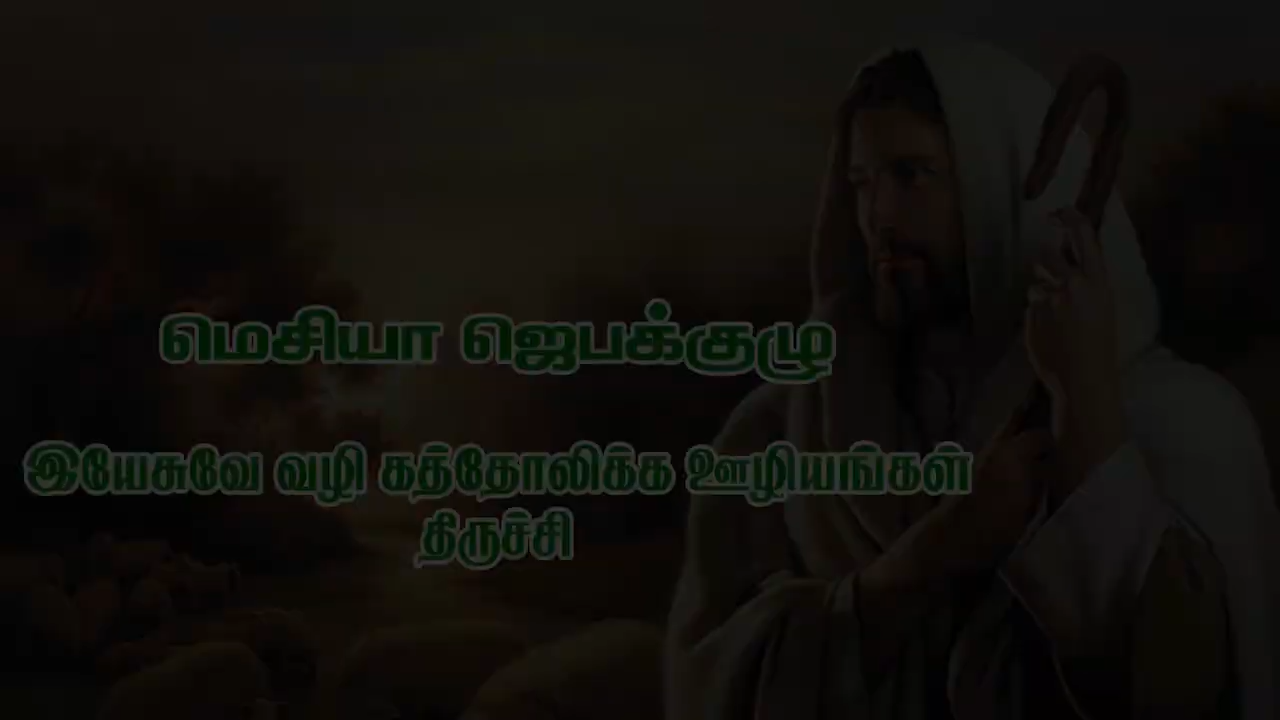 மெசியா ஜெபக்குழு
இயேசுவே வழி கத்தோலிக்க ஊழியங்கள்
திருச்சி